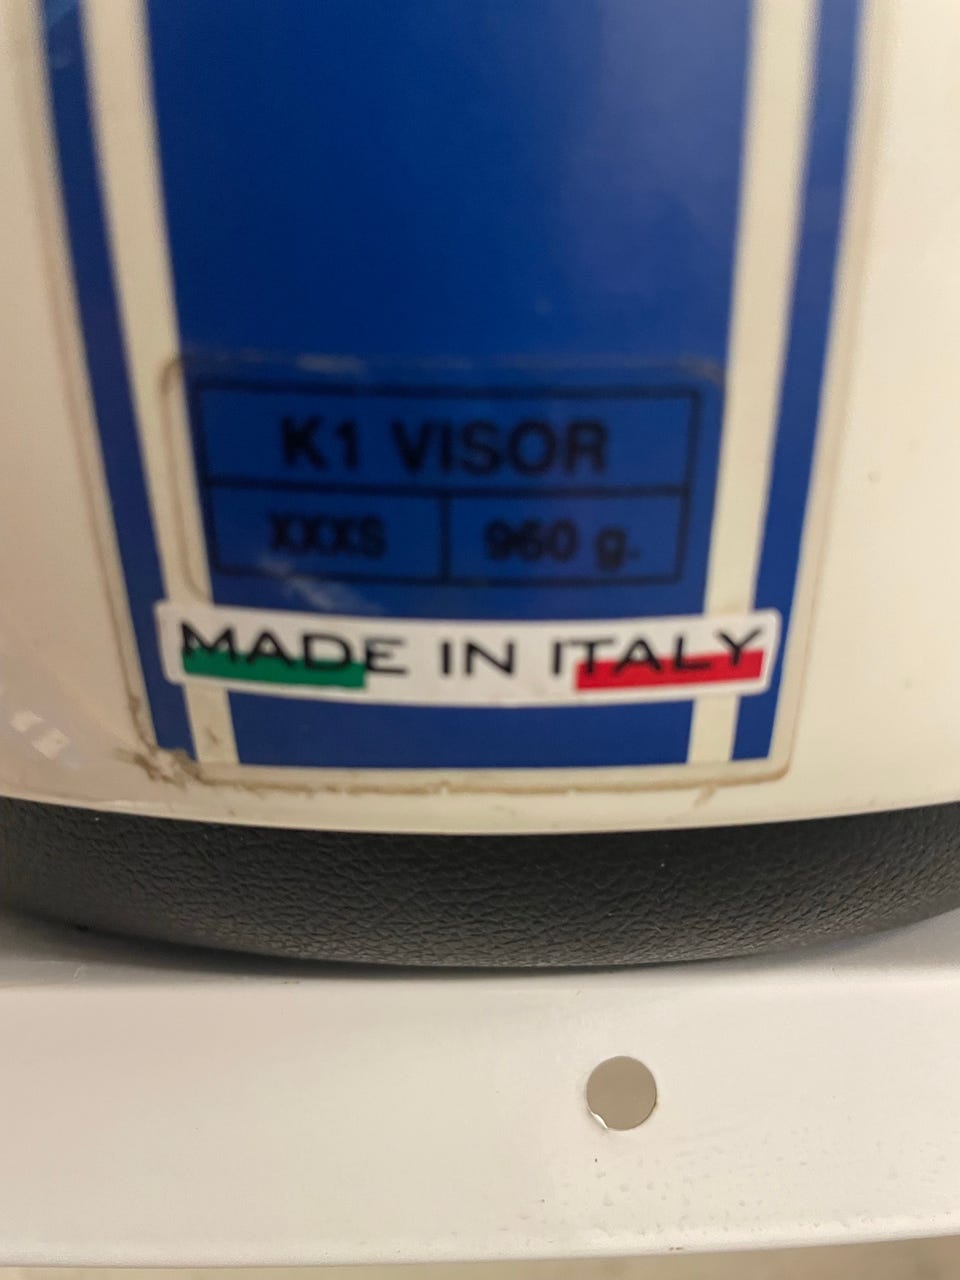 K1 VISOR
XXXS 960 g.
MADE IN ITALY